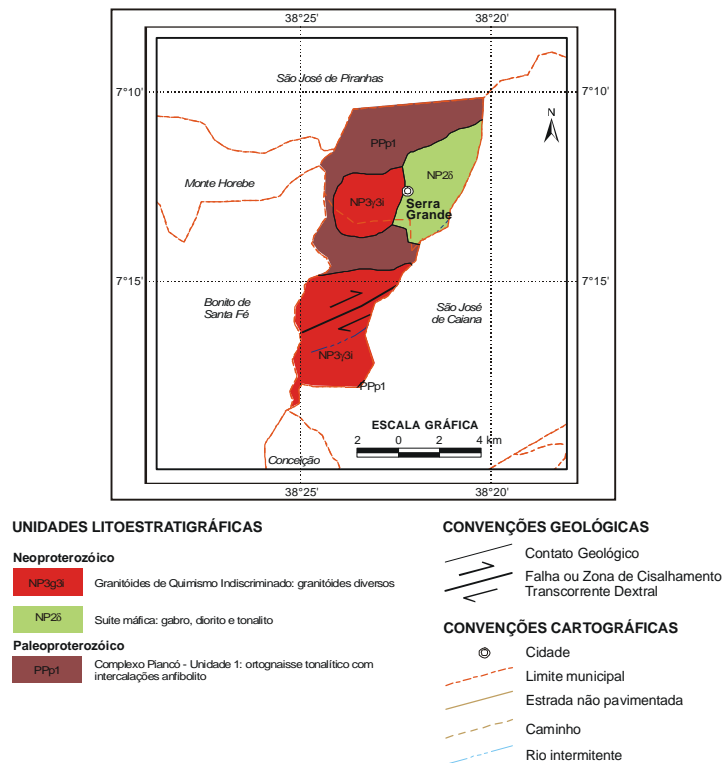 38°25'
38°20'
7°10'
7°10'
São José de Piranhas
N
PPp1
Monte Horebe
NP2δ
NP3γ3i
Serra
Grande
7°15'
7°15'
Bonito de
Santa Fé
São José
de Caiana
NP3γ3i
PPp1
ESCALA GRÁFICA
2 0 2 4 km
Conceição
38°25'
38°20'
UNIDADES LITOESTRATIGRÁFICAS
Neoproterozóico
NP3g3i Granitóides de Quimismo Indiscriminado: granitóides diversos
NP2δ Suíte máfica: gabro, diorito e tonalito
Paleoproterozóico
PPp1 Complexo Piancó - Unidade 1: ortognaisse tonalítico com
intercalações anfibolito
CONVENÇÕES GEOLÓGICAS
Contato Geológico
Falha ou Zona de Cisalhamento
Transcorrente Dextral
CONVENÇÕES CARTOGRÁFICAS
Cidade
Limite municipal
Estrada não pavimentada
Caminho
Rio intermitente